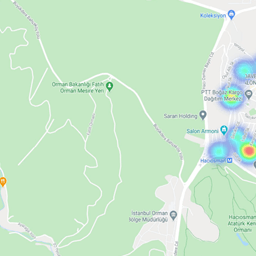 Koleksiyon
Orman Bakanlığı Fatih
Orman Mesire Yeri
PTT Boğaz Kargo
Dağıtım Merkezi
Saran Holding
Salon Armoni
Hacıosman
İstanbul Orman
İşlege Müdürlüğü
Hacıosman
Atatürk Kent
Ormanı